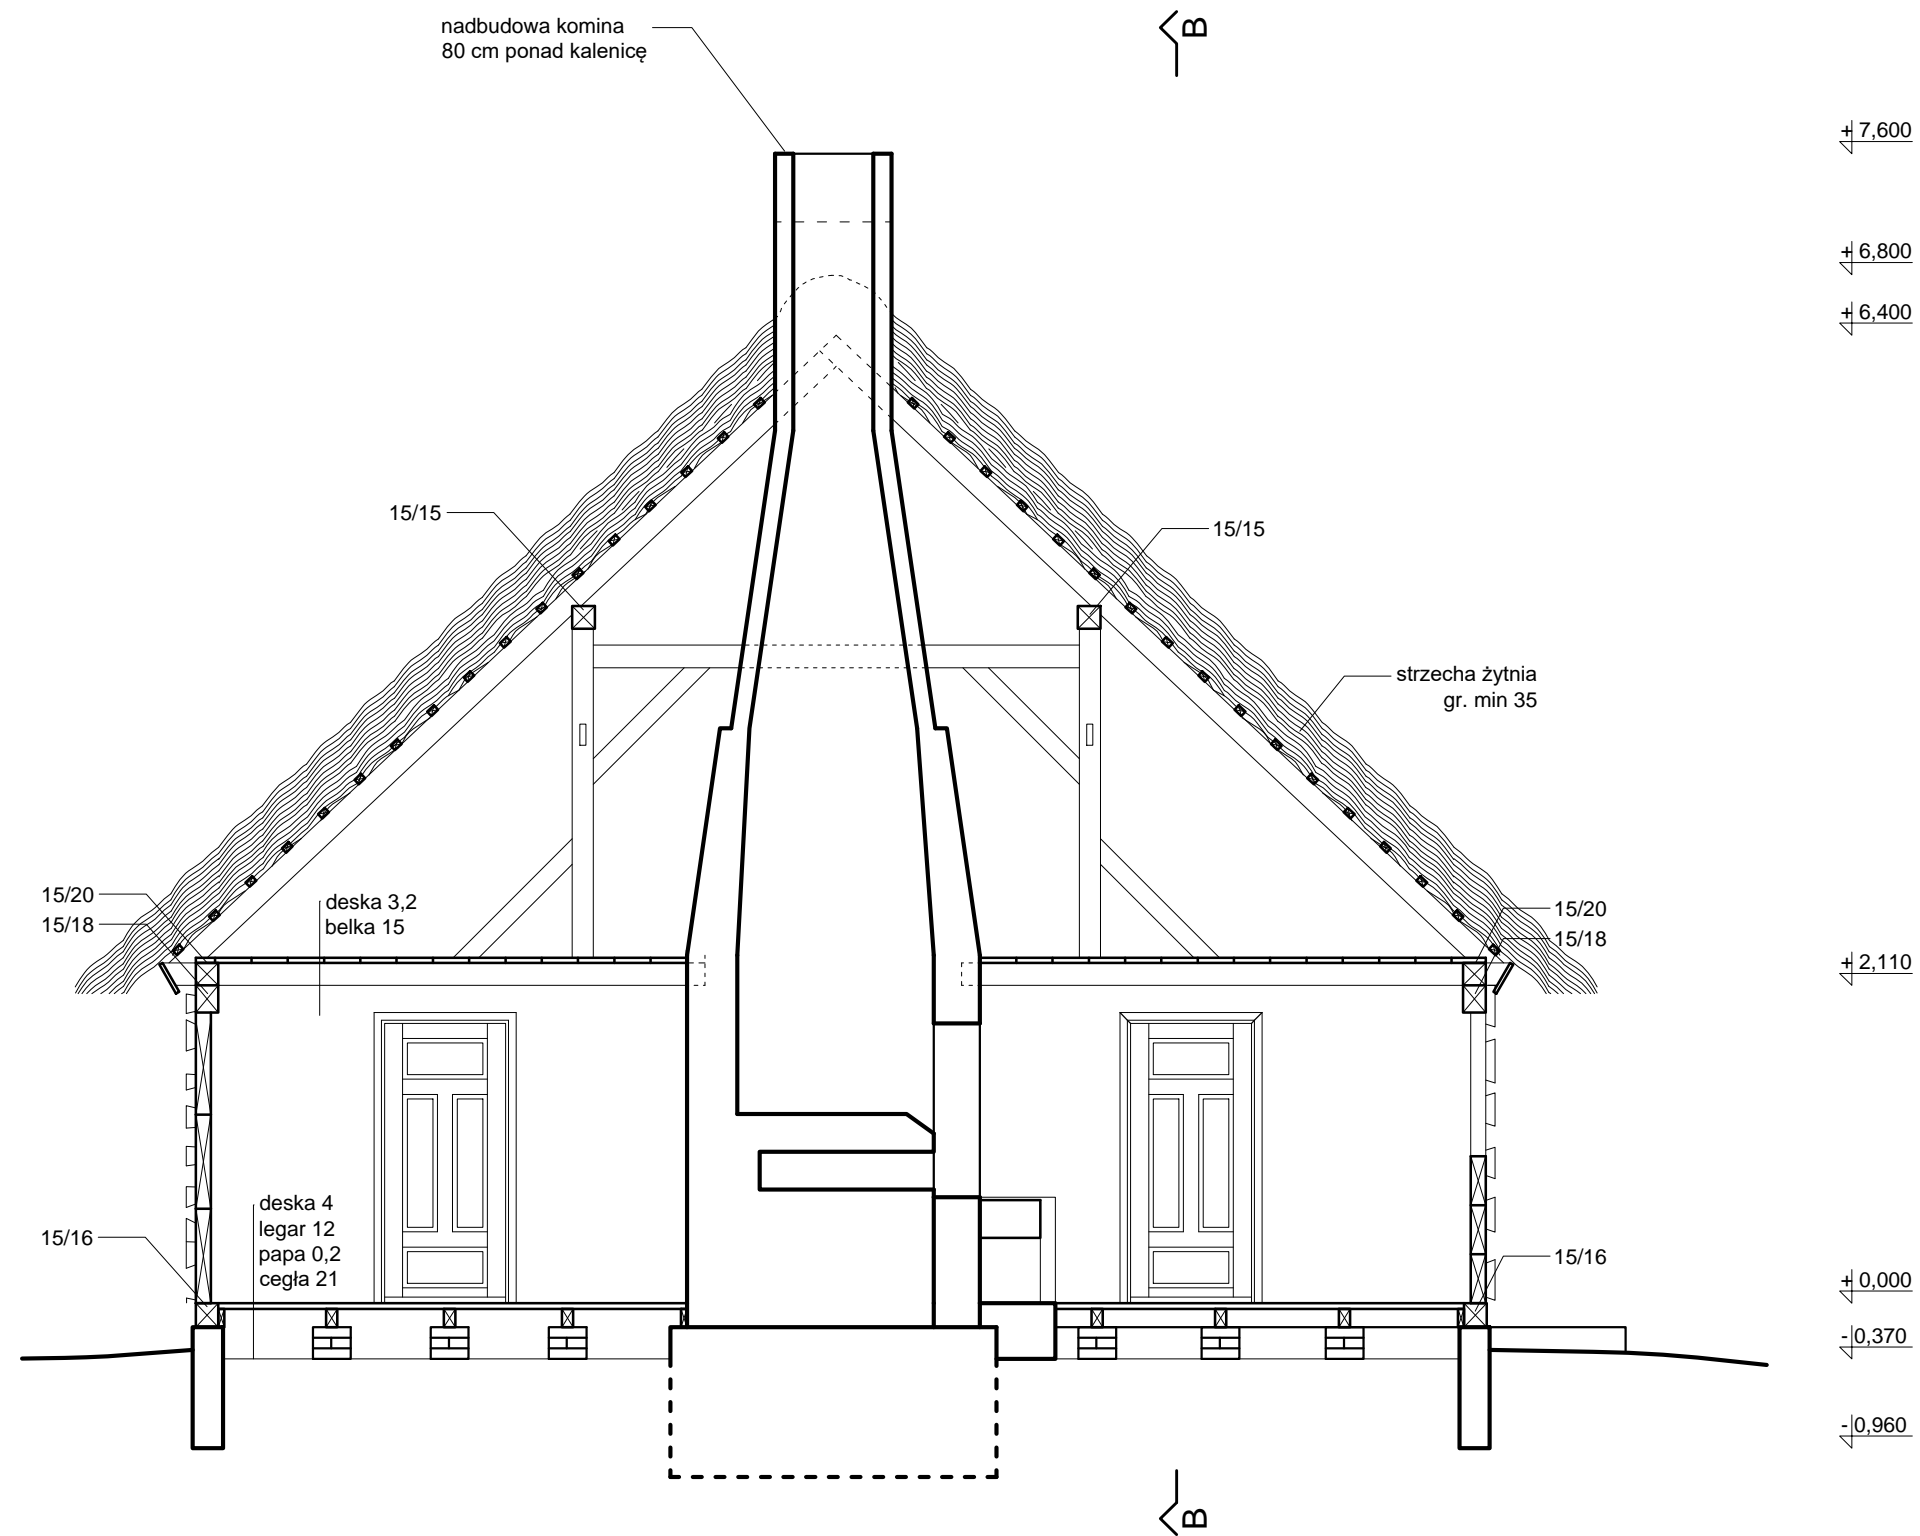 nadbudowa komina
80 cm ponad kalenicę
B
+ 7,600
+ 6,800
+ 6,400
15/15
15/15
strzecha żytnia
gr. min 35
15/20
15/18
deska 3,2
belka 15
15/20
15/18
+ 2,110
deska 4
legar 12
papa 0,2
cegła 21
15/16
15/16
+ 0,000
- 0,370
- 0,960
B